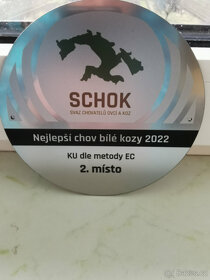 SCHOK
SVAZ CHOVATELŮ OVCÍ A KOZ
Nejlepší chov bílé kozy 2022
KU dle metody EC
2. místo